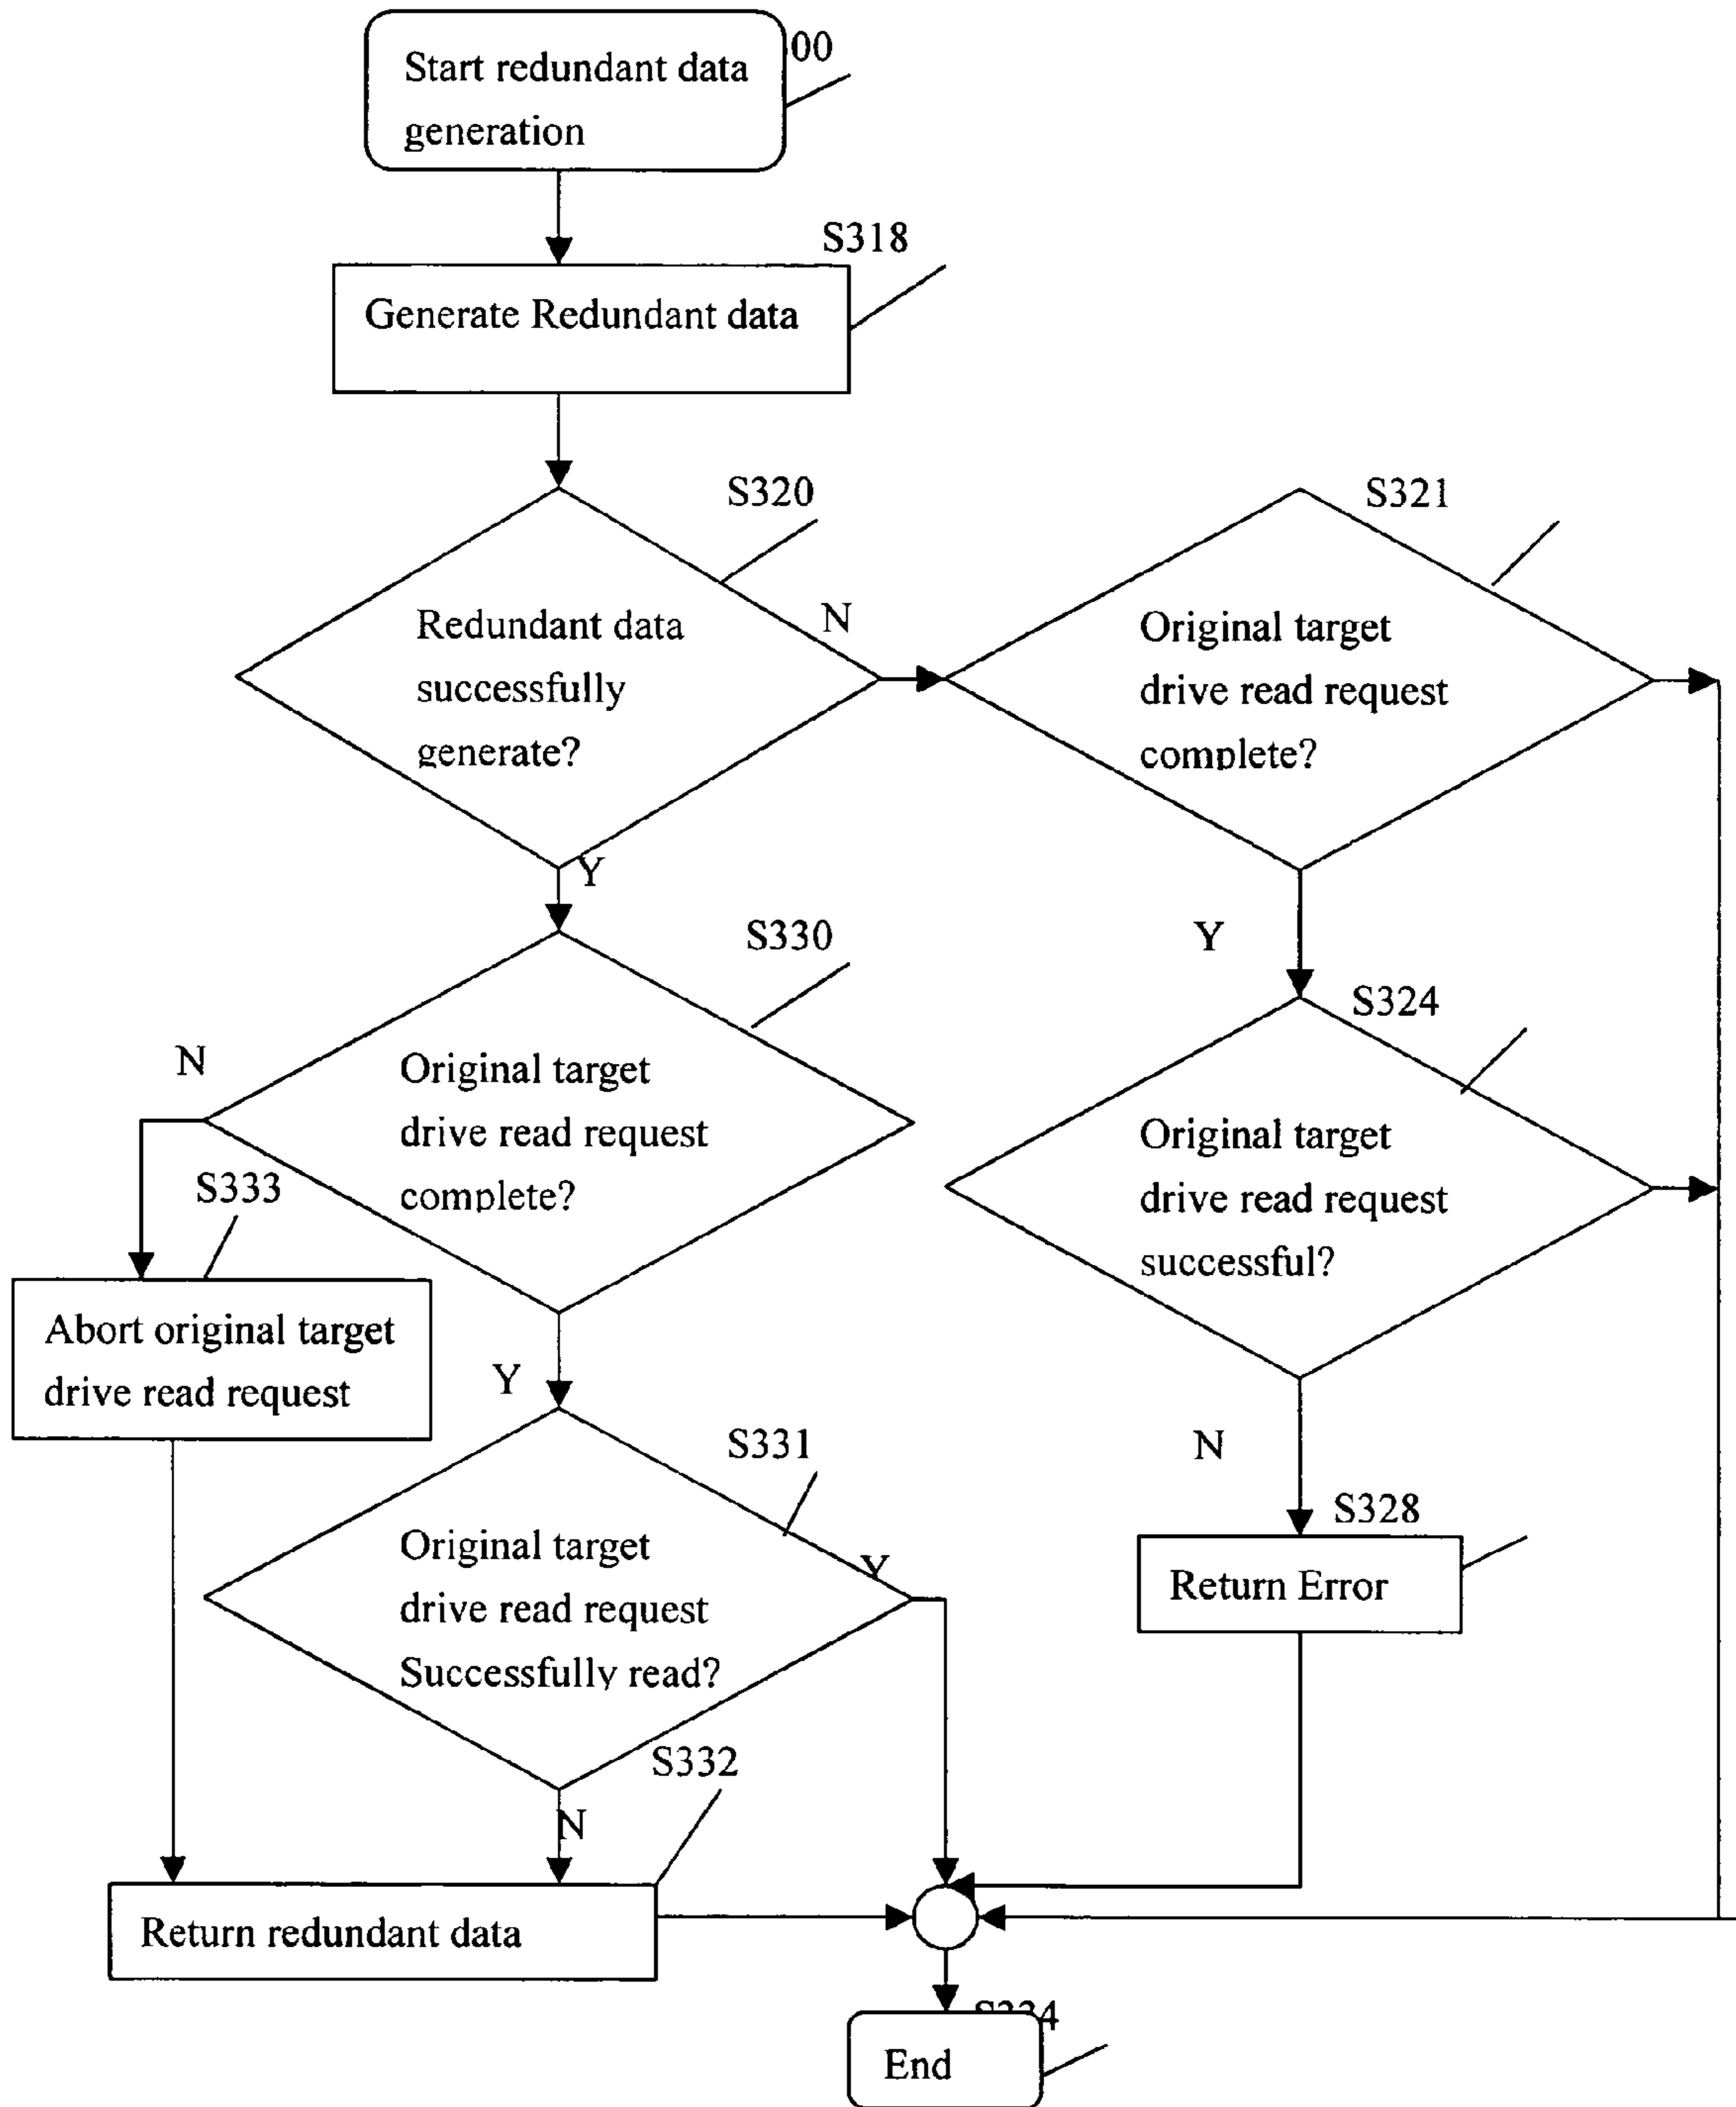 Start redundant data
generation
00
S318
Generate Redundant data
S320
Redundant data
successfully
generate?
N
S321
Original target
drive read request
complete?
Y
Y
S330
Original target
drive read request
complete?
N
S324
Original target
drive read request
successful?
S333
Abort original target
drive read request
Y
N
S331
Original target
drive read request
Successfully read?
Y
S328
Return Error
S332
N
Return redundant data
End